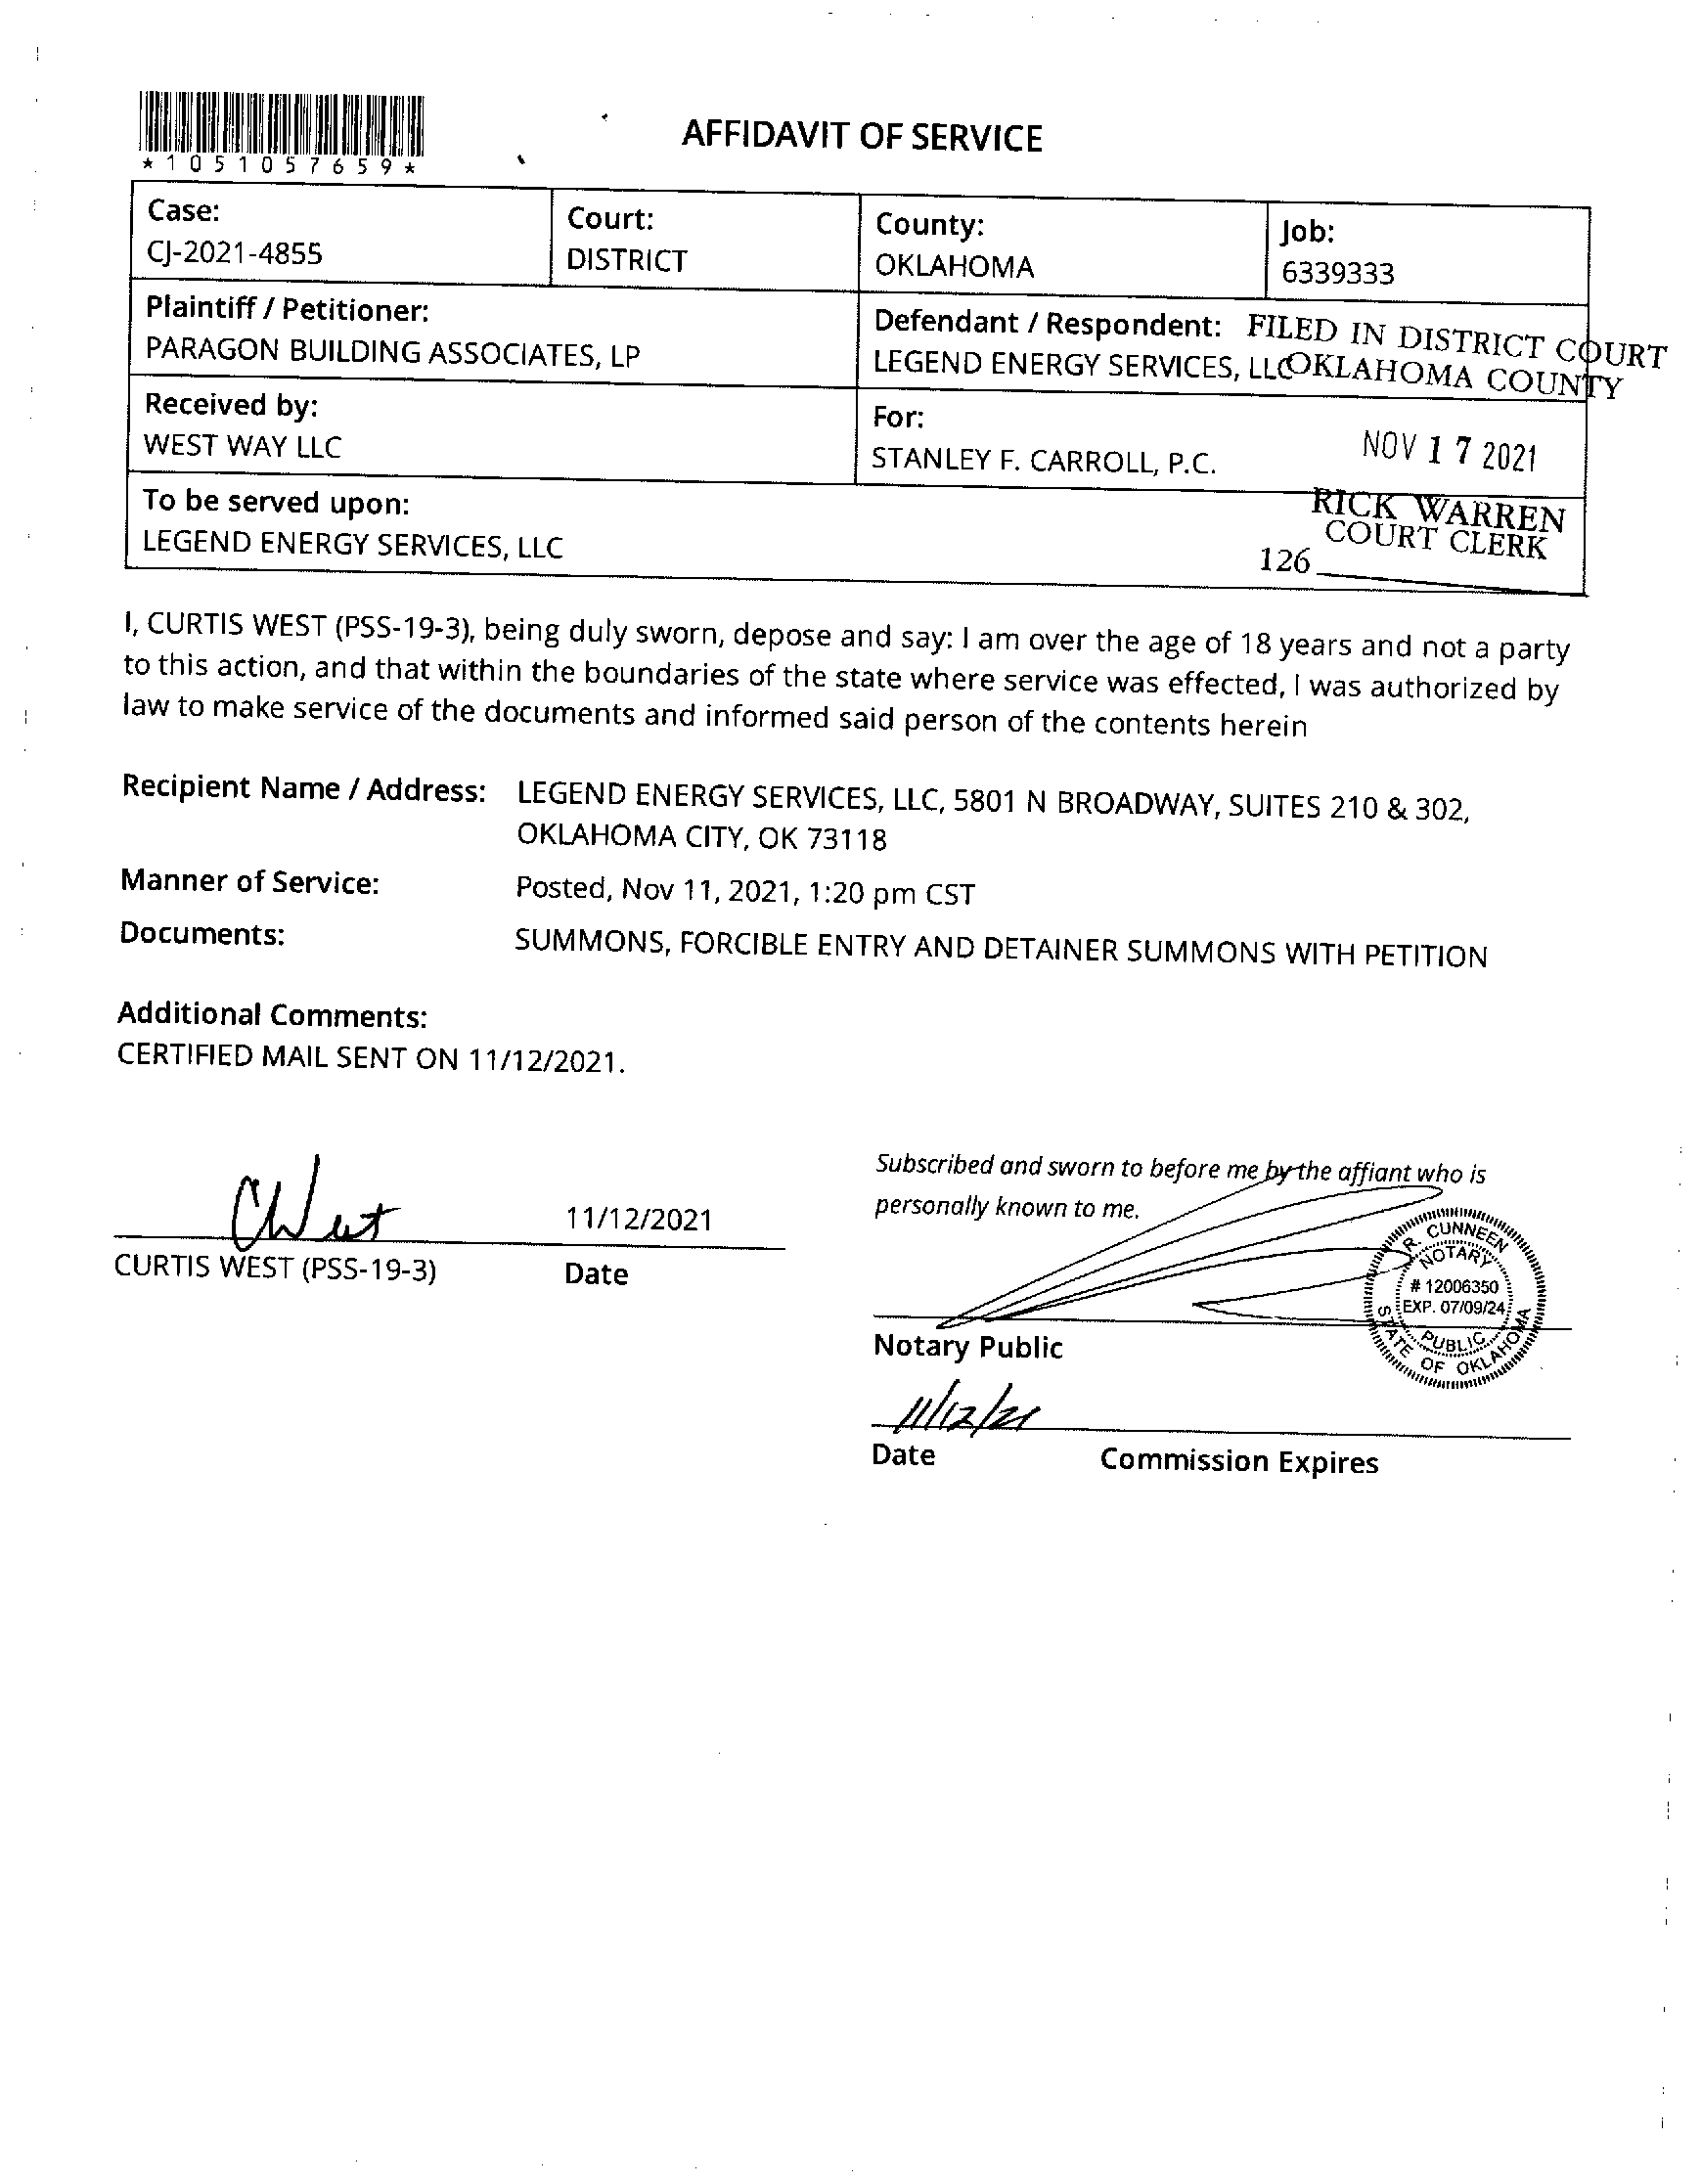 *1051057659*
AFFIDAVIT OF SERVICE
Case:
CJ-2021-4855
Court:
DISTRICT
County:
OKLAHOMA
Job:
6339333
Plaintiff / Petitioner:
PARAGON BUILDING ASSOCIATES, LP
Defendant / Respondent:
LEGEND ENERGY SERVICES, LLC
FILED IN DISTRICT COURT
OKLAHOMA COUNTY
Received by:
WEST WAY LLC
For:
STANLEY F. CARROLL, P.C.
NOV 17 2021
To be served upon:
LEGEND ENERGY SERVICES, LLC
RICK WARREN
COURT CLERK
126
I, CURTIS WEST (PSS-19-3), being duly sworn, depose and say: I am over the age of 18 years and not a party
to this action, and that within the boundaries of the state where service was effected, I was authorized by
law to make service of the documents and informed said person of the contents herein
Recipient Name / Address: LEGEND ENERGY SERVICES, LLC, 5801 N BROADWAY, SUITES 210 & 302,
OKLAHOMA CITY, OK 73118
Manner of Service: Posted, Nov 11, 2021, 1:20 pm CST
Documents: SUMMONS, FORCIBLE ENTRY AND DETAINER SUMMONS WITH PETITION
Additional Comments:
CERTIFIED MAIL SENT ON 11/12/2021.
CWest
11/12/2021
CURTIS WEST (PSS-19-3)
Date
Subscribed and sworn to before me by the affiant who is
personally known to me.
R. CUNNEEN
NOTARY
# 12006350
EXP. 07/09/24
PUBLIC
STATE OF OKLAHOMA
Notary Public
11/12/21
Date
Commission Expires